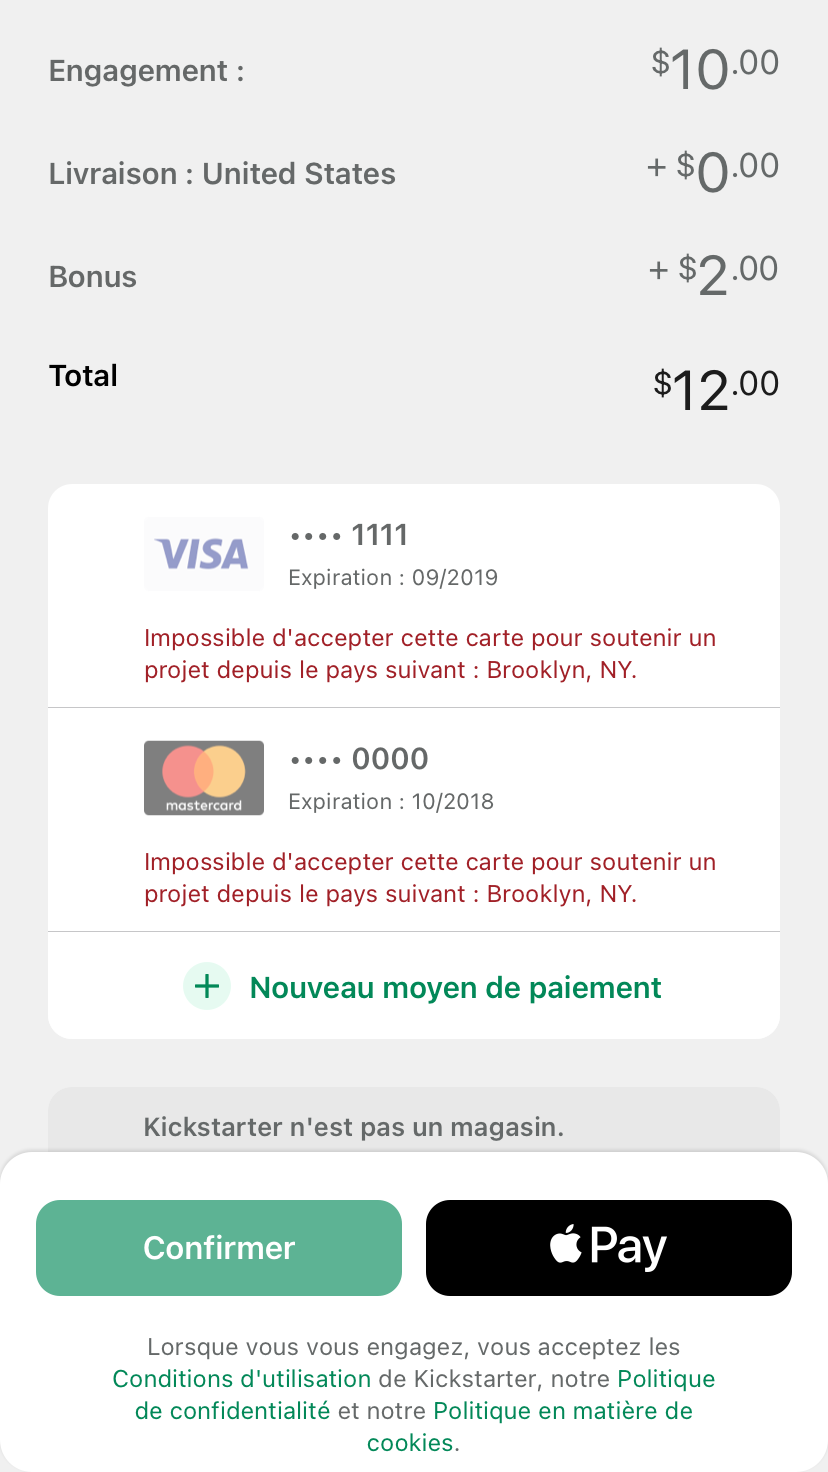 Engagement :
$10.00
Livraison : United States
+ $0.00
Bonus
+ $2.00
Total
$12.00
VISA
•••• 1111
Expiration : 09/2019
Impossible d'accepter cette carte pour soutenir un
projet depuis le pays suivant : Brooklyn, NY.
mastercard
•••• 0000
Expiration : 10/2018
Impossible d'accepter cette carte pour soutenir un
projet depuis le pays suivant : Brooklyn, NY.
+ Nouveau moyen de paiement
Kickstarter n'est pas un magasin.
Confirmer
Pay
Lorsque vous vous engagez, vous acceptez les
Conditions d'utilisation de Kickstarter, notre Politique
de confidentialité et notre Politique en matière de
cookies.